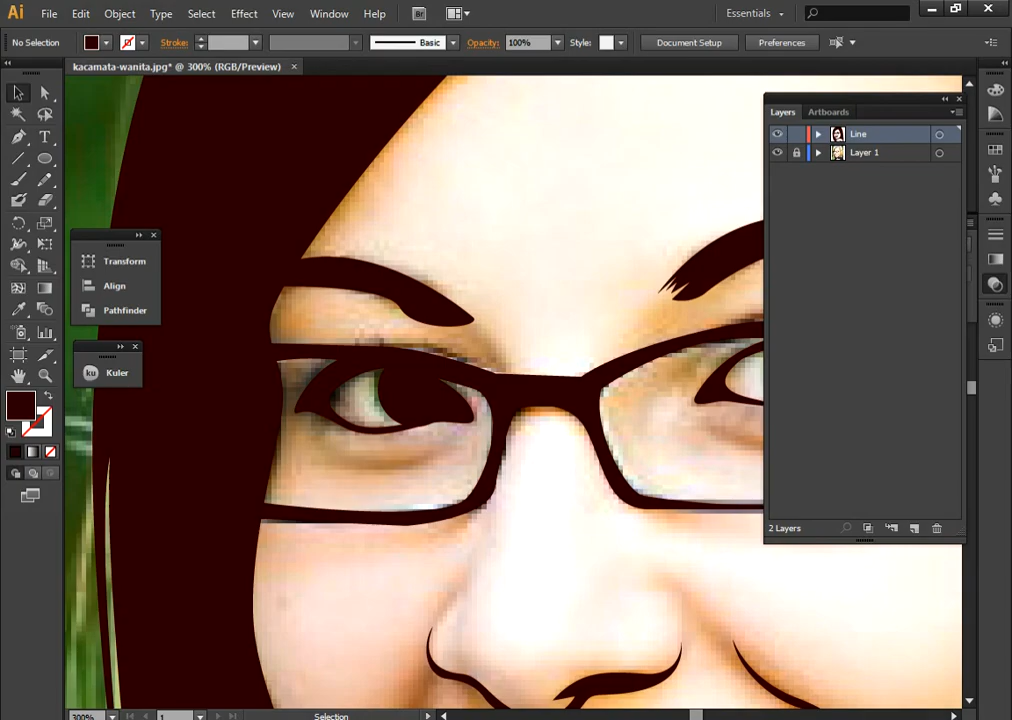 Ai File Edit Object Type Select Effect View Window Help Br Essentials
No Selection Stroke: Basic Opacity: 100% Style: Document Setup Preferences
kacamata-wanita.jpg* @ 300% (RGB/Preview) ×
Layers Artboards
Line
Layer 1
Transform
Align
Pathfinder
ku Kuler
2 Layers
300% 1 Selection